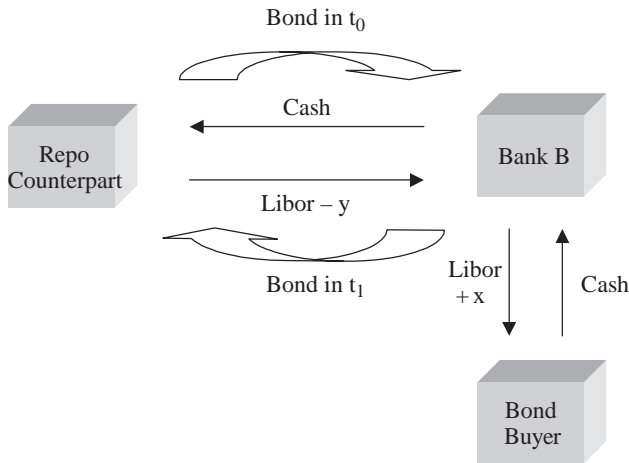 Bond in t₀
Cash
Repo
Counterpart
Bank B
Libor – y
Bond in t₁
Libor
+ x
Cash
Bond
Buyer